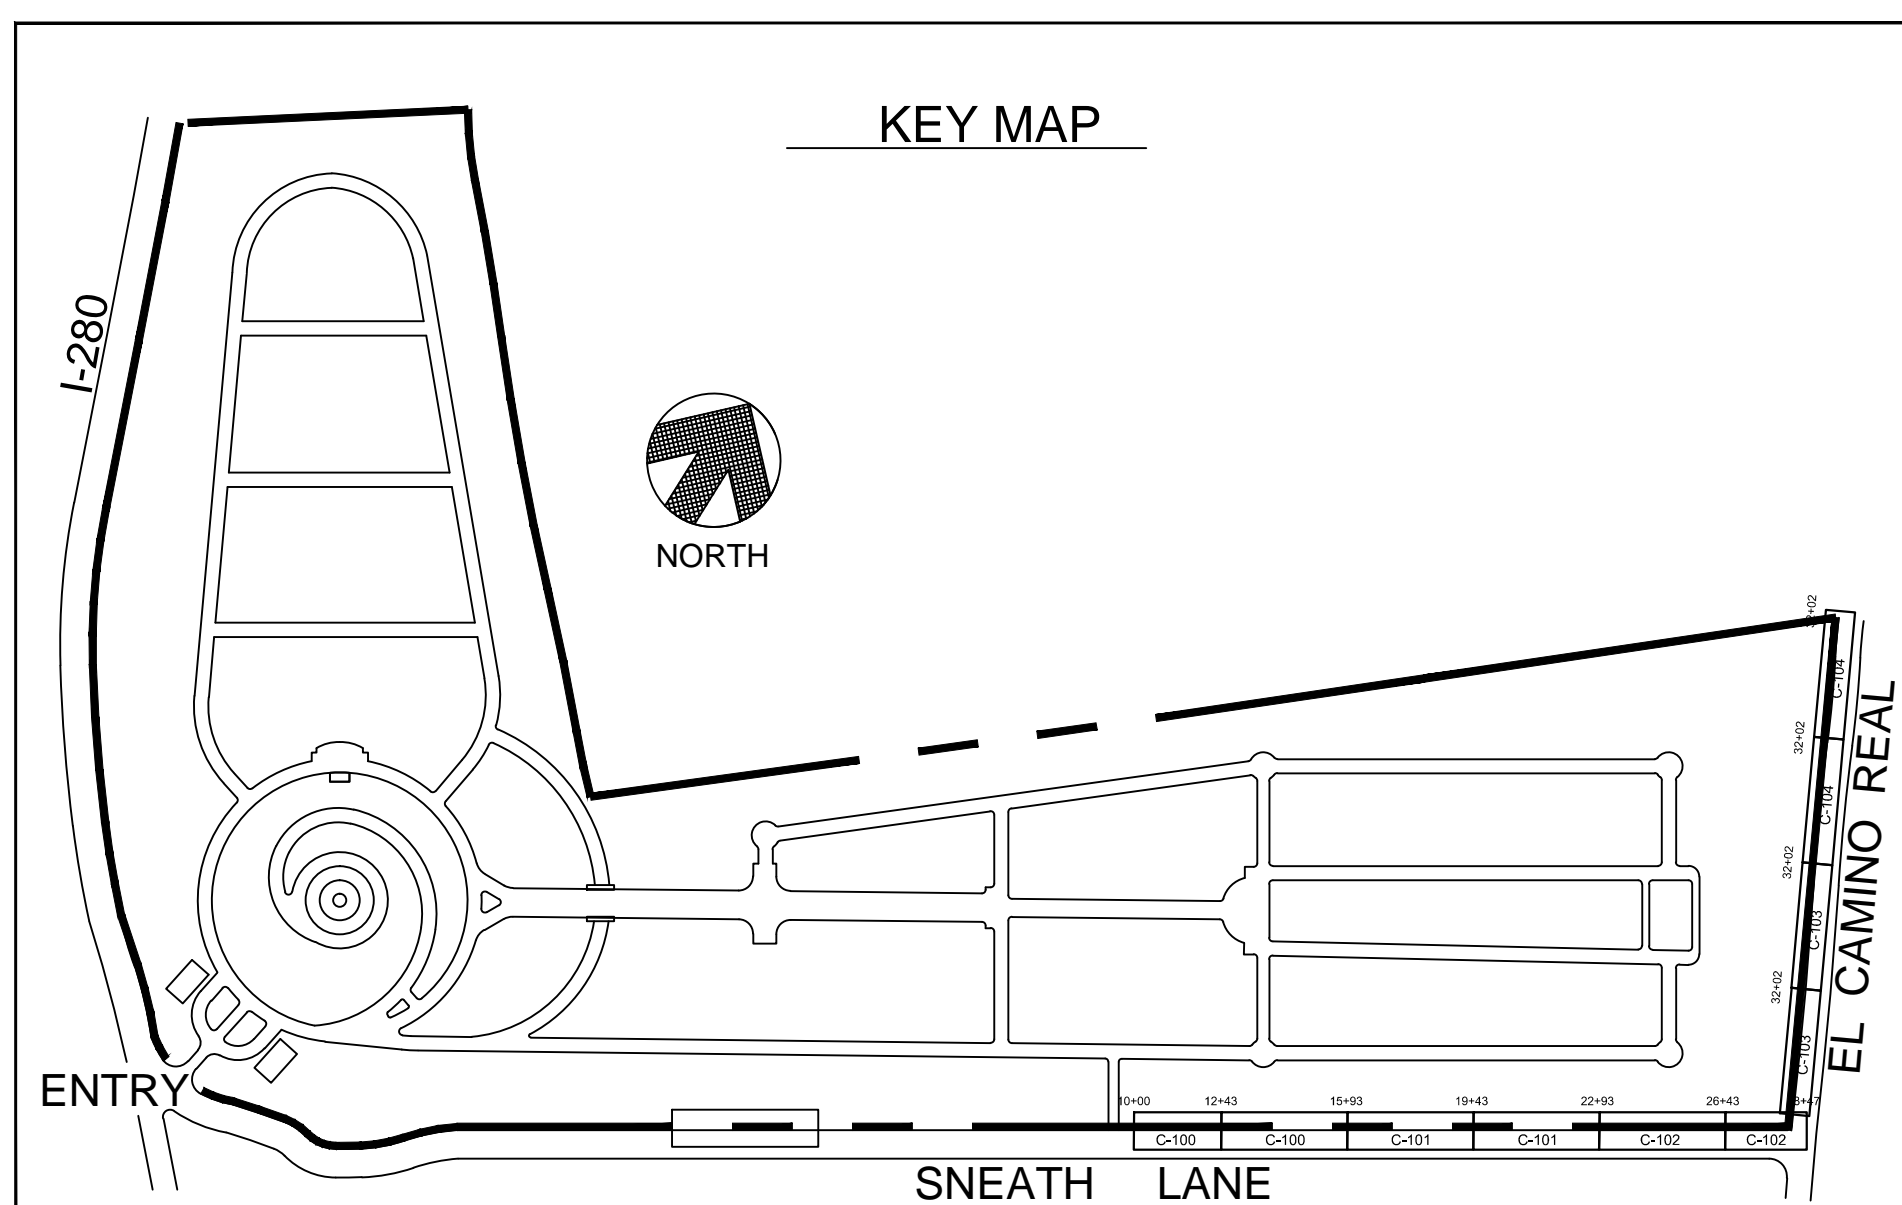 KEY MAP
I-280
NORTH
32+02
C-104
32+02
C-104
32+02
C-103
32+02
C-103
EL CAMINO REAL
ENTRY
10+00 12+43 15+93 19+43 22+93 26+43
C-100 C-100 C-101 C-101 C-102 C-102
SNEATH LANE